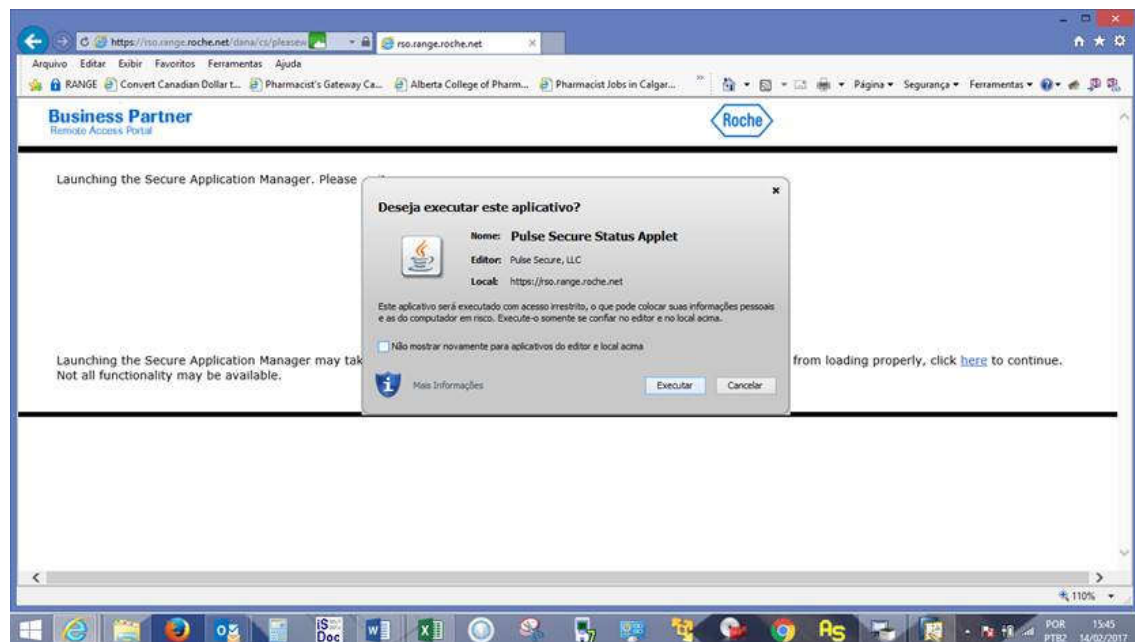 https://rso.range.roche.net/dana/cs/pleasew
rso.range.roche.net
Arquivo Editar Exibir Favoritos Ferramentas Ajuda
RANGE Convert Canadian Dollar t... Pharmacist's Gateway Ca... Alberta College of Pharm... Pharmacist Jobs in Calgar... Página Segurança Ferramentas
Business Partner
Remote Access Portal
Roche
Launching the Secure Application Manager. Please
Deseja executar este aplicativo?
Nome: Pulse Secure Status Applet
Editor: Pulse Secure, LLC
Local: https://rso.range.roche.net
Este aplicativo será executado com acesso irrestrito, o que pode colocar suas informações pessoais
e as do computador em risco. Execute-o somente se confiar no editor e no local acima.
Não mostrar novamente para aplicativos do editor e local acima
Launching the Secure Application Manager may tak from loading properly, click here to continue.
Not all functionality may be available.
Mais Informações Executar Cancelar
110%
iS Doc As POR 15:45
PTB2 14/02/2017